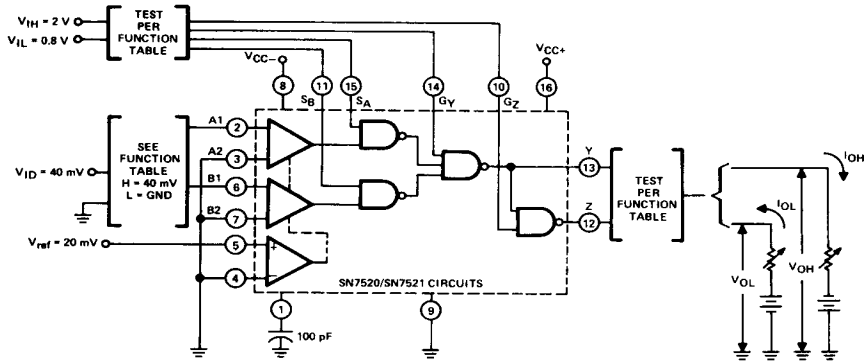 V_IH = 2 V
V_IL = 0.8 V
TEST
PER
FUNCTION
TABLE
V_CC−
V_CC+
8
11
15
14
10
16
S_B
S_A
G_Y
G_Z
A1
2
A2
3
B1
6
B2
7
5
4
SEE
FUNCTION
TABLE
H = 40 mV
L = GND
V_ID = 40 mV
V_ref = 20 mV
+
−
SN7520/SN7521 CIRCUITS
1
100 pF
9
Y
13
Z
12
TEST
PER
FUNCTION
TABLE
I_OH
I_OL
V_OL
V_OH